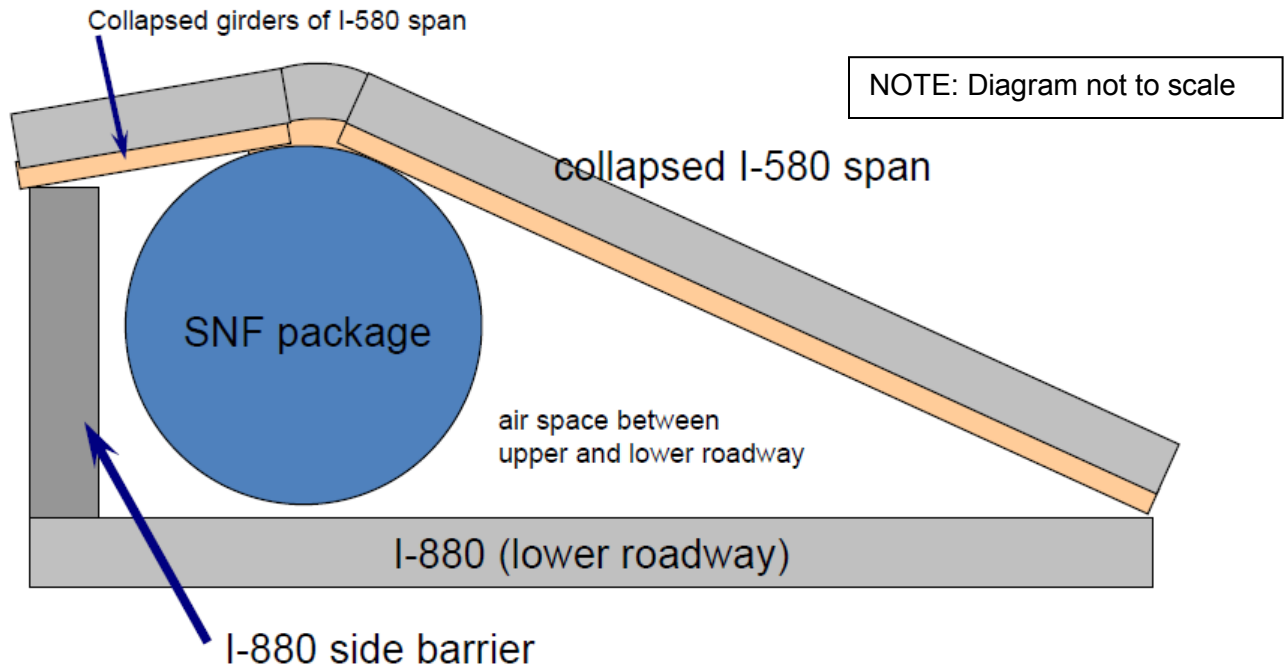 Collapsed girders of I-580 span
NOTE: Diagram not to scale
collapsed I-580 span
SNF package
air space between
upper and lower roadway
I-880 (lower roadway)
I-880 side barrier